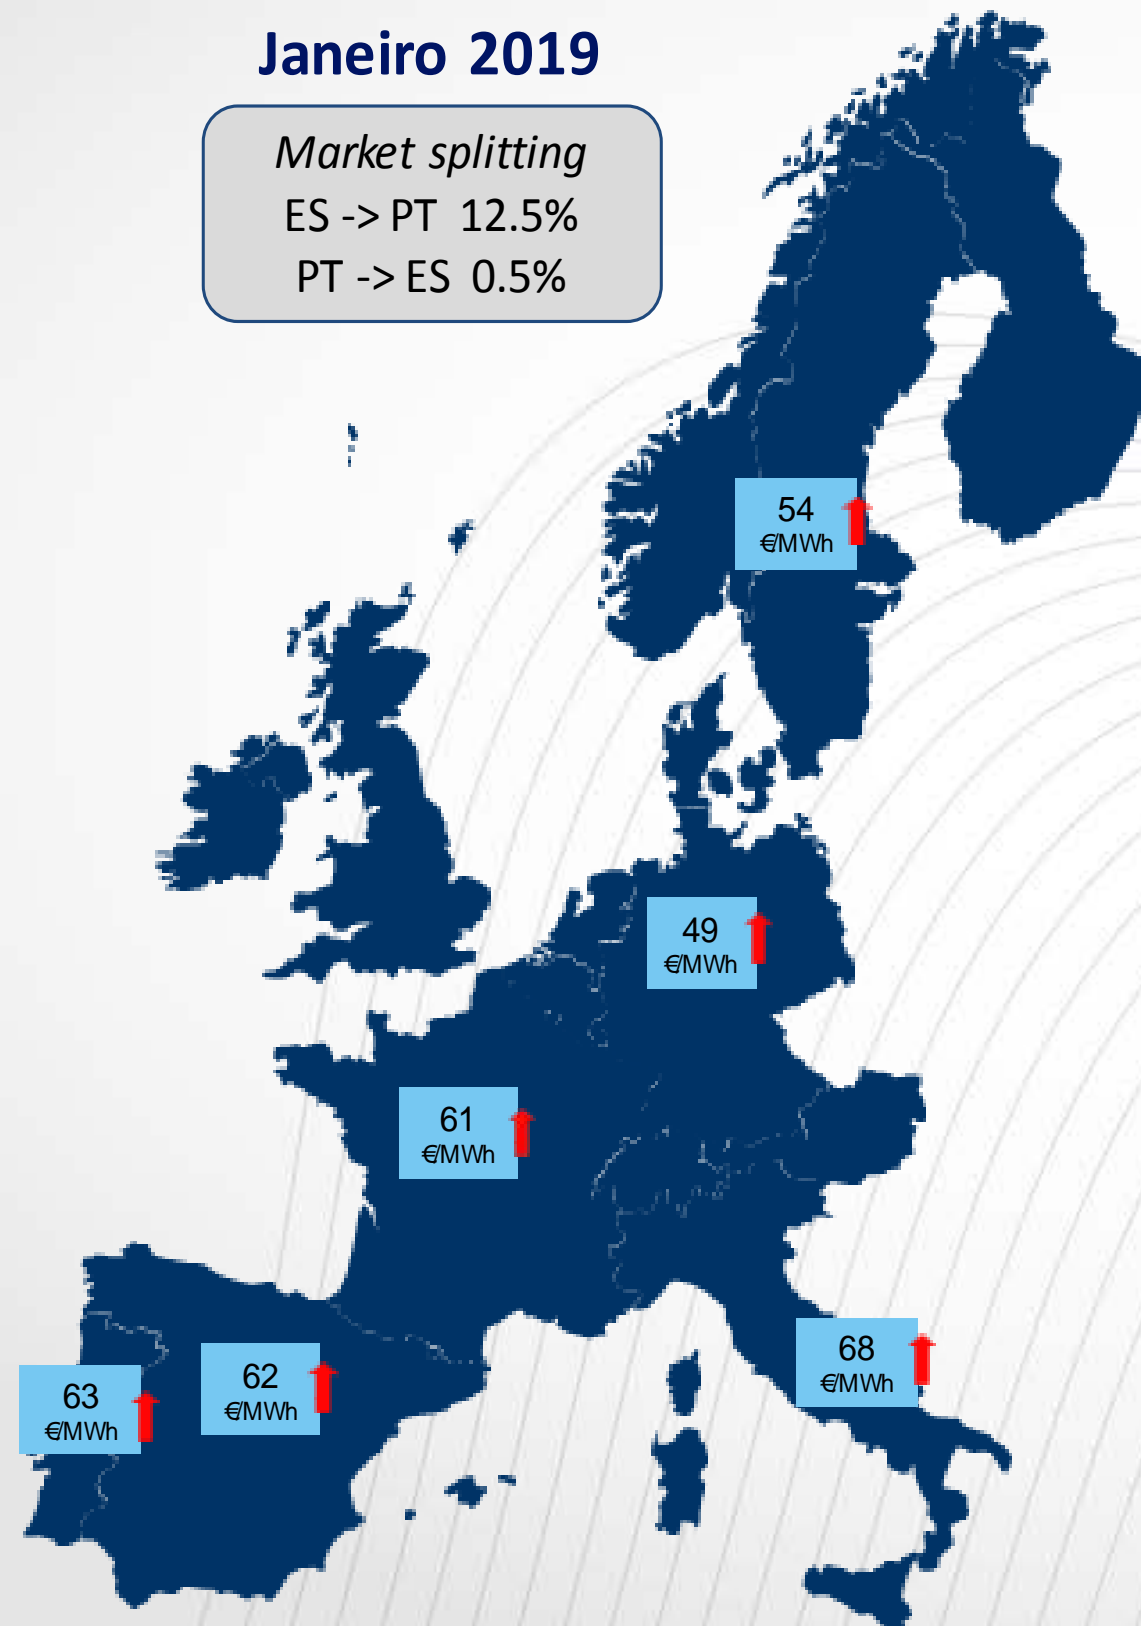 Janeiro 2019
Market splitting
ES -> PT 12.5%
PT -> ES 0.5%
54
€/MWh
49
€/MWh
61
€/MWh
68
€/MWh
62
€/MWh
63
€/MWh